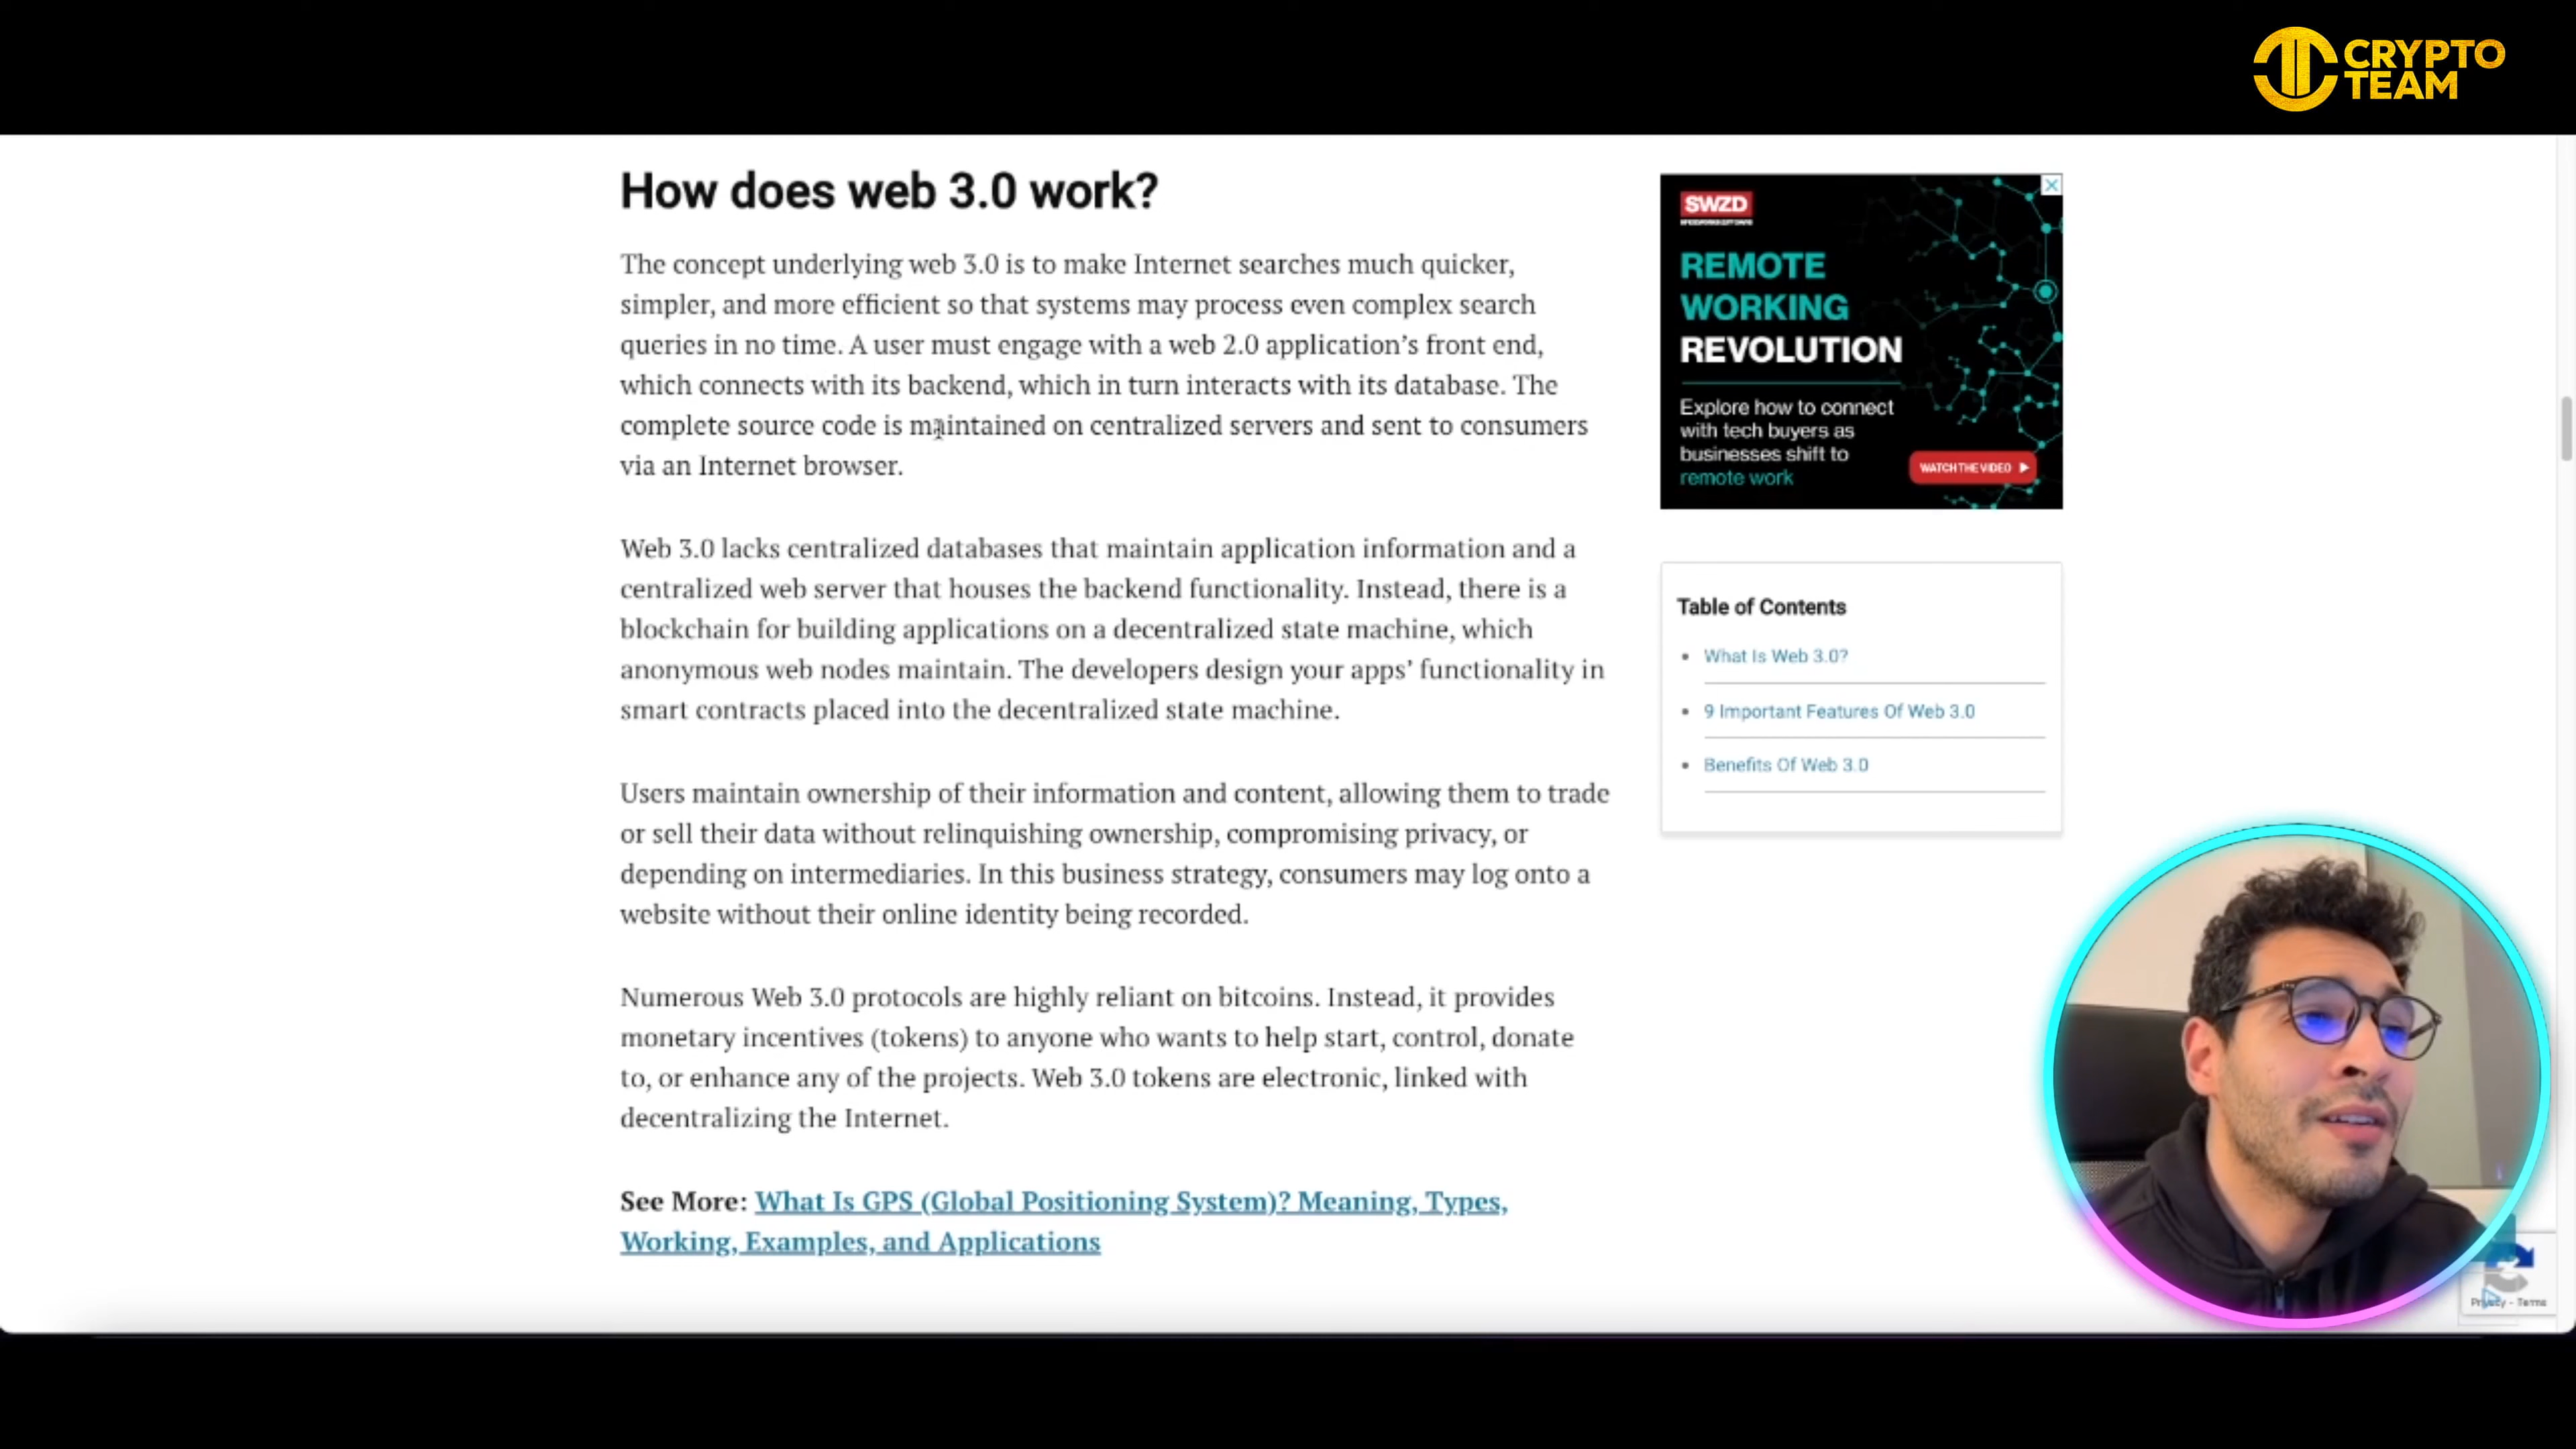 CRYPTO
TEAM
How does web 3.0 work?
The concept underlying web 3.0 is to make Internet searches much quicker,
simpler, and more efficient so that systems may process even complex search
queries in no time. A user must engage with a web 2.0 application’s front end,
which connects with its backend, which in turn interacts with its database. The
complete source code is maintained on centralized servers and sent to consumers
via an Internet browser.
Web 3.0 lacks centralized databases that maintain application information and a
centralized web server that houses the backend functionality. Instead, there is a
blockchain for building applications on a decentralized state machine, which
anonymous web nodes maintain. The developers design your apps’ functionality in
smart contracts placed into the decentralized state machine.
Users maintain ownership of their information and content, allowing them to trade
or sell their data without relinquishing ownership, compromising privacy, or
depending on intermediaries. In this business strategy, consumers may log onto a
website without their online identity being recorded.
Numerous Web 3.0 protocols are highly reliant on bitcoins. Instead, it provides
monetary incentives (tokens) to anyone who wants to help start, control, donate
to, or enhance any of the projects. Web 3.0 tokens are electronic, linked with
decentralizing the Internet.
See More: What Is GPS (Global Positioning System)? Meaning, Types,
Working, Examples, and Applications
SWZD
REMOTE
WORKING
REVOLUTION
Explore how to connect
with tech buyers as
businesses shift to
remote work
WATCH THE VIDEO
Table of Contents
What Is Web 3.0?
9 Important Features Of Web 3.0
Benefits Of Web 3.0
Privacy - Terms